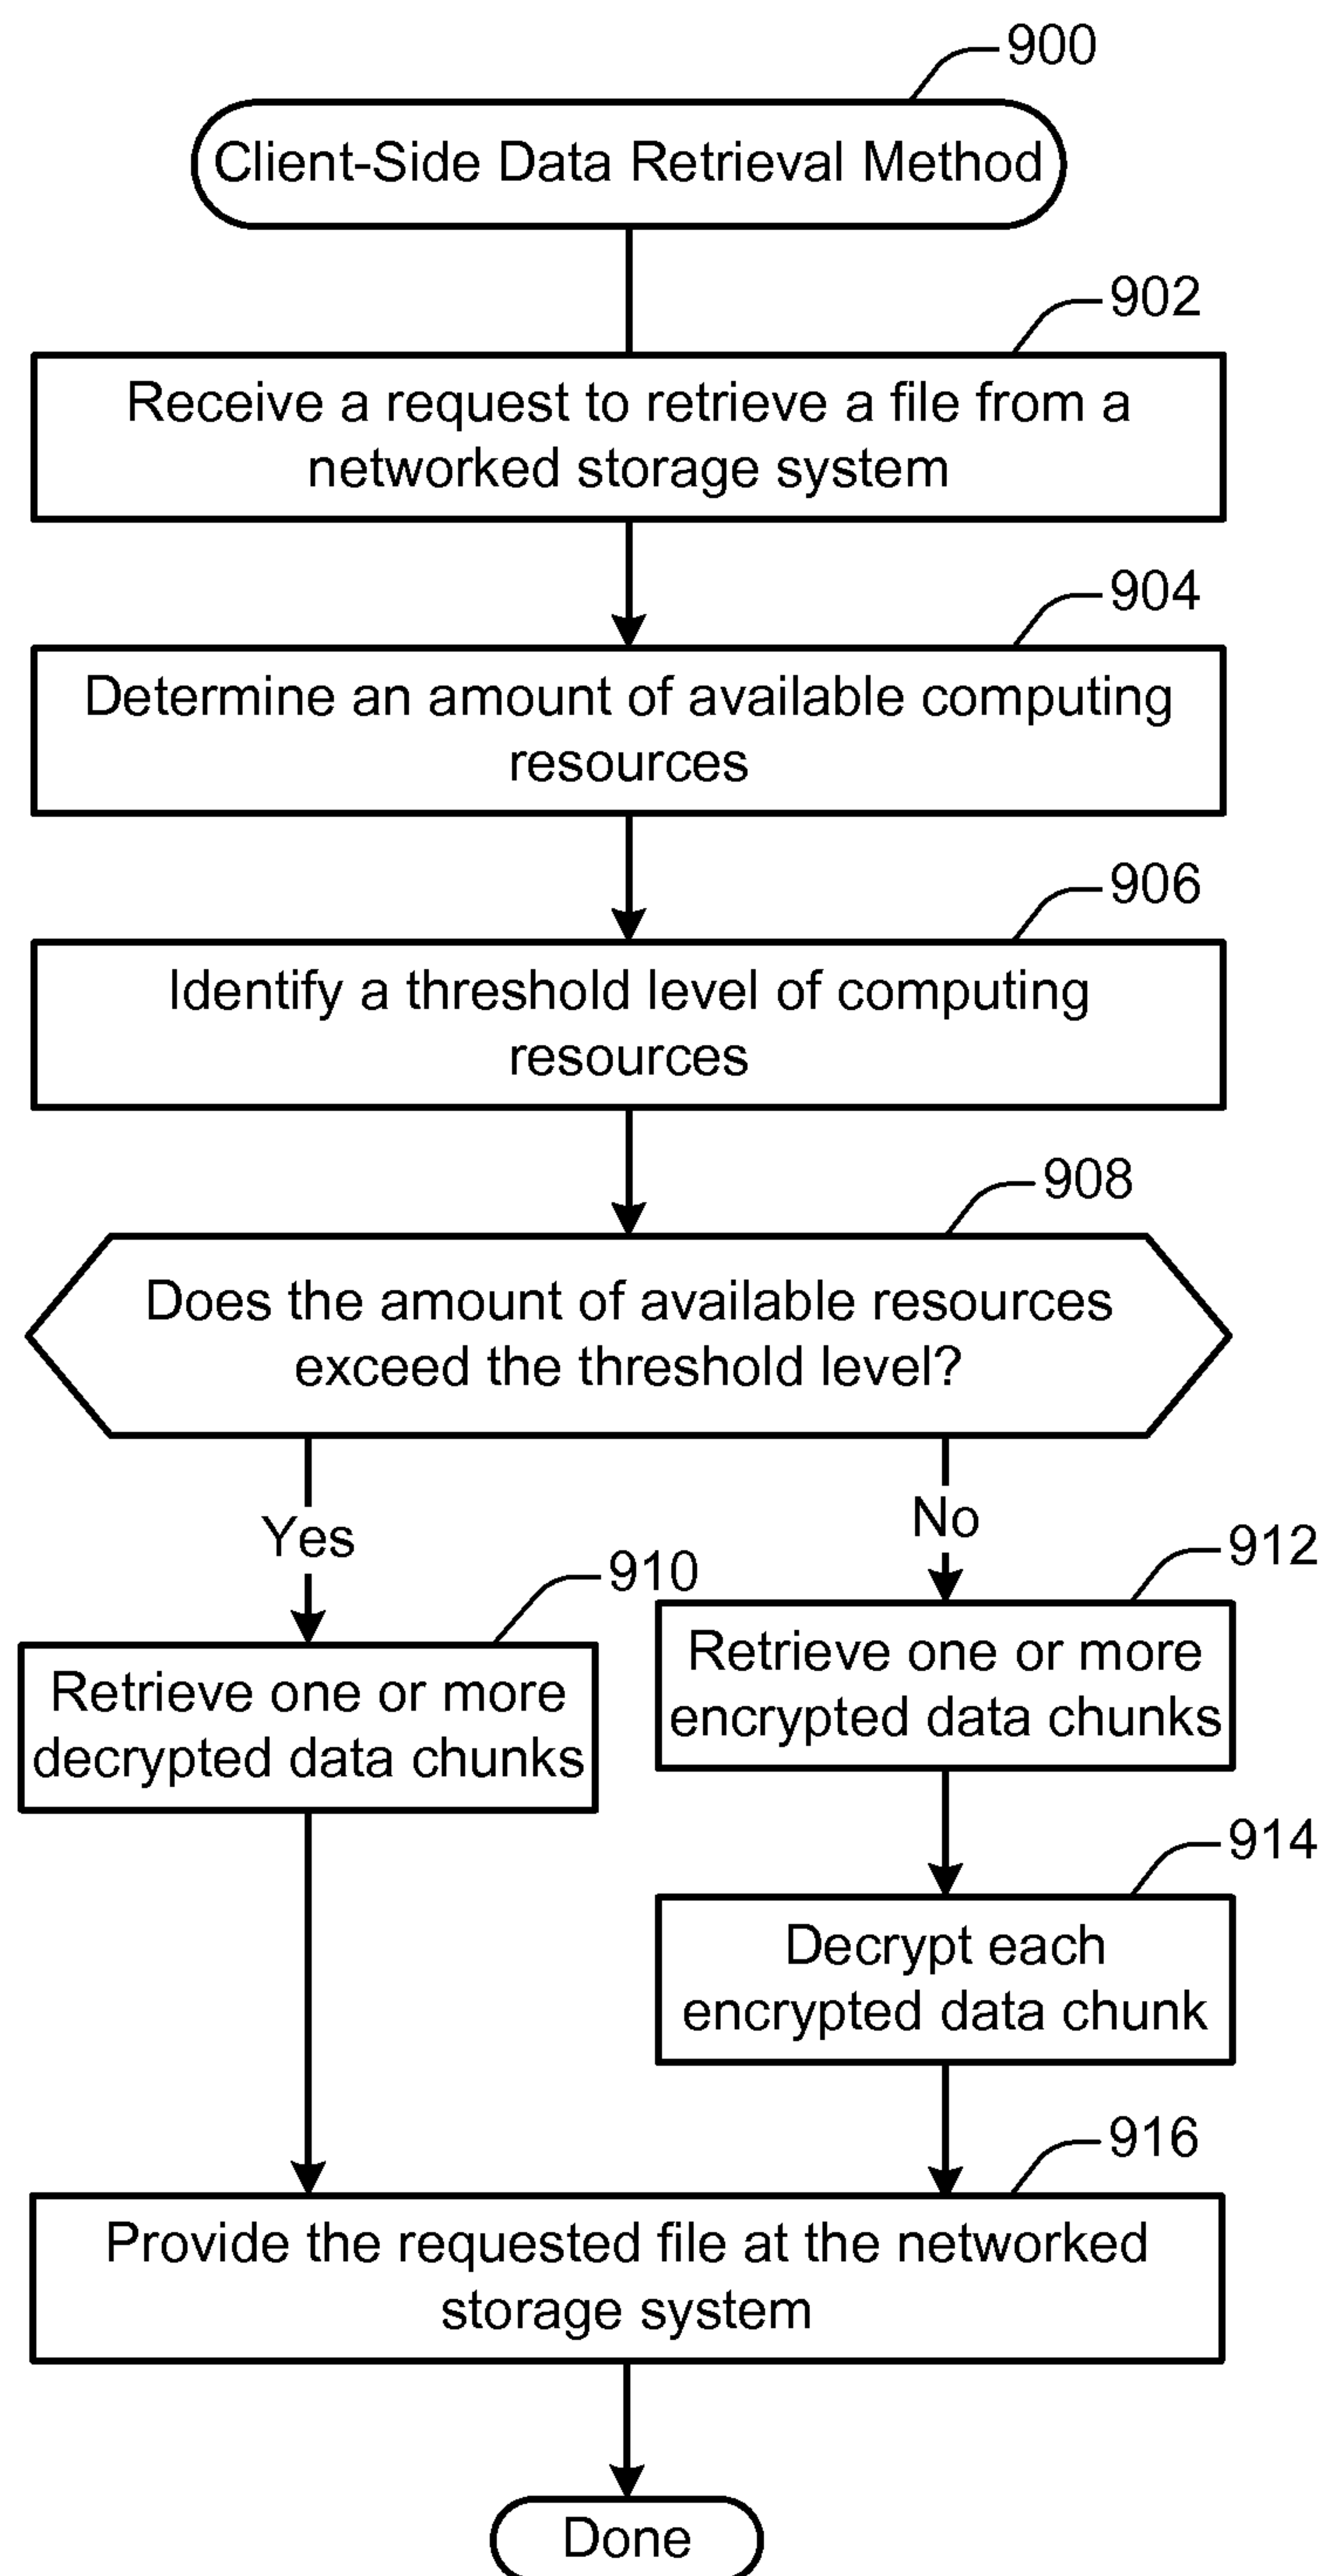 900
Client-Side Data Retrieval Method
902
Receive a request to retrieve a file from a
networked storage system
904
Determine an amount of available computing
resources
906
Identify a threshold level of computing
resources
908
Does the amount of available resources
exceed the threshold level?
Yes
No
910
Retrieve one or more
decrypted data chunks
912
Retrieve one or more
encrypted data chunks
914
Decrypt each
encrypted data chunk
916
Provide the requested file at the networked
storage system
Done